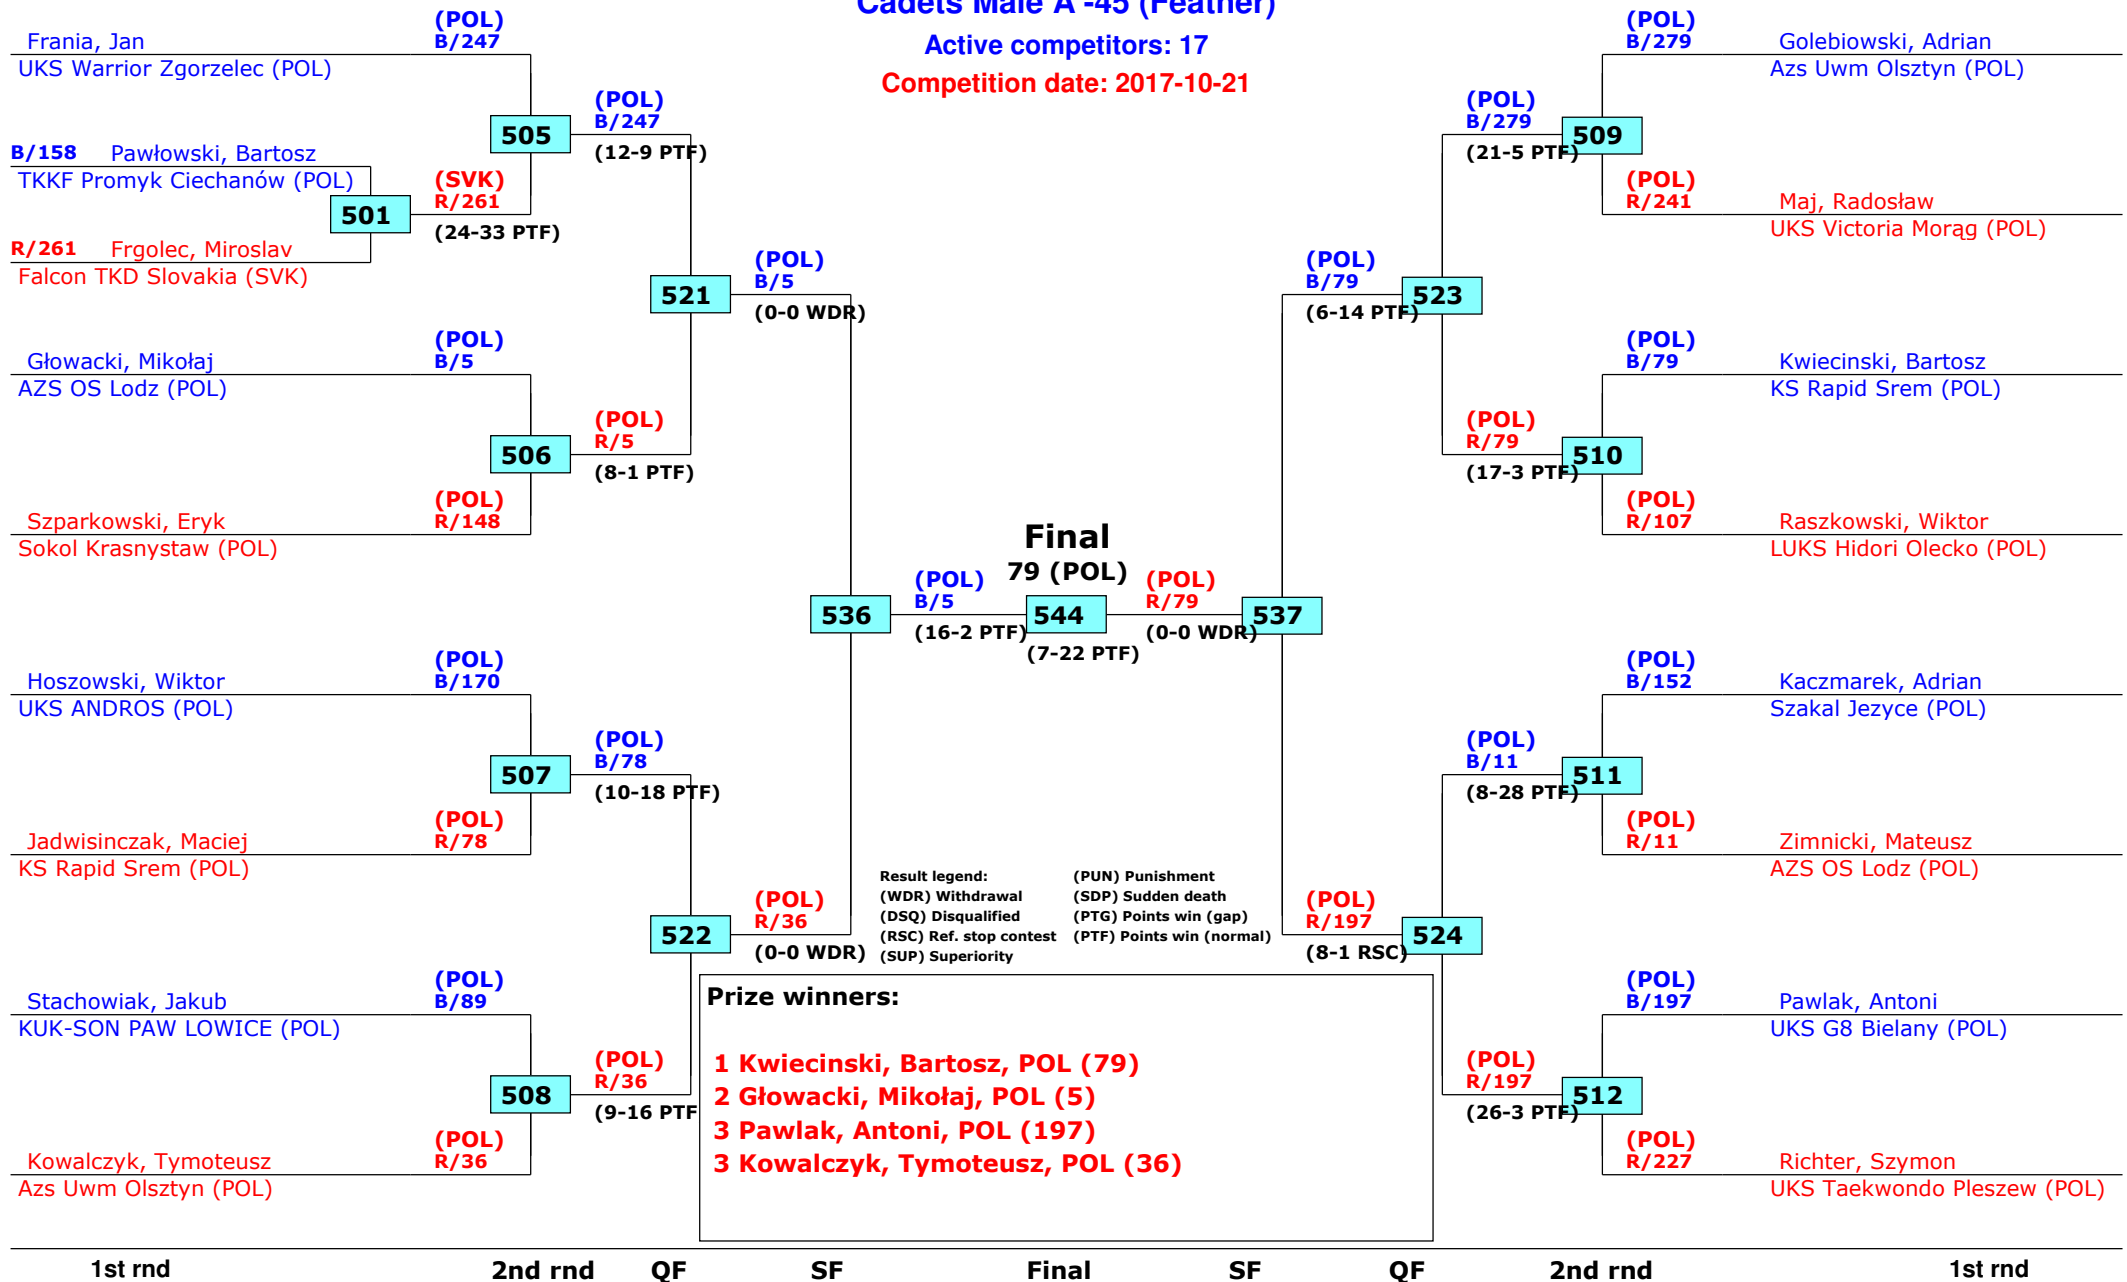 Cadets Male A -45 (Feather)
Active competitors: 17
Competition date: 2017-10-21
Frania, Jan
UKS Warrior Zgorzelec (POL)
(POL)
B/247
B/158 Pawłowski, Bartosz
TKKF Promyk Ciechanów (POL)
501
R/261 Frgolec, Miroslav
Falcon TKD Slovakia (SVK)
(SVK)
R/261
(24-33 PTF)
505
(POL)
B/247
(12-9 PTF)
Głowacki, Mikołaj
AZS OS Lodz (POL)
(POL)
B/5
506
Szparkowski, Eryk
Sokol Krasnystaw (POL)
(POL)
R/148
(POL)
R/5
(8-1 PTF)
521
(POL)
B/5
(0-0 WDR)
Hoszowski, Wiktor
UKS ANDROS (POL)
(POL)
B/170
507
Jadwisinczak, Maciej
KS Rapid Srem (POL)
(POL)
R/78
(POL)
B/78
(10-18 PTF)
Stachowiak, Jakub
KUK-SON PAW LOWICE (POL)
(POL)
B/89
508
Kowalczyk, Tymoteusz
Azs Uwm Olsztyn (POL)
(POL)
R/36
(POL)
R/36
(9-16 PTF
522
(POL)
R/36
(0-0 WDR)
536
(POL)
B/5
(16-2 PTF)
Final
79 (POL)
544
(7-22 PTF)
(POL)
R/79
(0-0 WDR)
537
(POL)
B/79
(6-14 PTF)
523
(POL)
B/279
(21-5 PTF)
509
(POL)
B/279
Golebiowski, Adrian
Azs Uwm Olsztyn (POL)
(POL)
R/241
Maj, Radosław
UKS Victoria Morąg (POL)
(POL)
R/79
(17-3 PTF)
510
(POL)
B/79
Kwiecinski, Bartosz
KS Rapid Srem (POL)
(POL)
R/107
Raszkowski, Wiktor
LUKS Hidori Olecko (POL)
(POL)
R/197
(8-1 RSC)
524
(POL)
B/11
(8-28 PTF)
511
(POL)
B/152
Kaczmarek, Adrian
Szakal Jezyce (POL)
(POL)
R/11
Zimnicki, Mateusz
AZS OS Lodz (POL)
(POL)
R/197
(26-3 PTF)
512
(POL)
B/197
Pawlak, Antoni
UKS G8 Bielany (POL)
(POL)
R/227
Richter, Szymon
UKS Taekwondo Pleszew (POL)
Result legend:
(WDR) Withdrawal
(DSQ) Disqualified
(RSC) Ref. stop contest
(SUP) Superiority
(PUN) Punishment
(SDP) Sudden death
(PTG) Points win (gap)
(PTF) Points win (normal)
Prize winners:
1 Kwiecinski, Bartosz, POL (79)
2 Głowacki, Mikołaj, POL (5)
3 Pawlak, Antoni, POL (197)
3 Kowalczyk, Tymoteusz, POL (36)
1st rnd 2nd rnd QF SF Final SF QF 2nd rnd 1st rnd